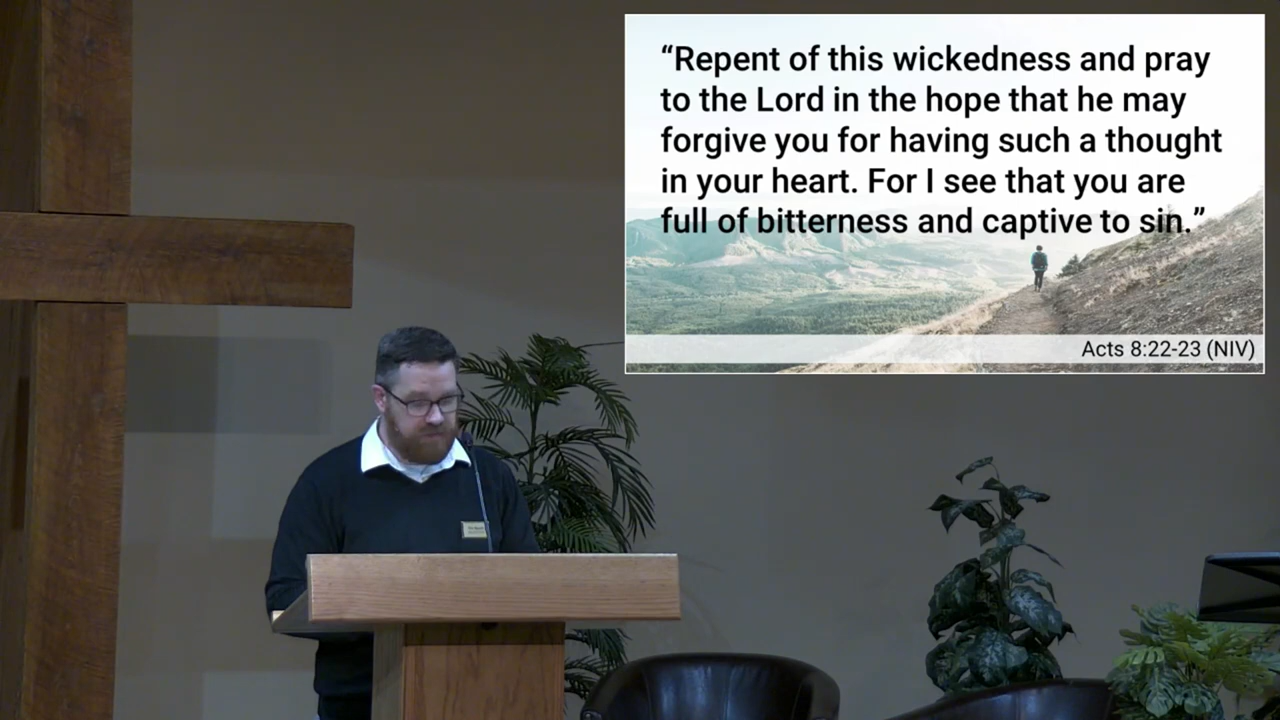 “Repent of this wickedness and pray
to the Lord in the hope that he may
forgive you for having such a thought
in your heart. For I see that you are
full of bitterness and captive to sin.”
Acts 8:22-23 (NIV)